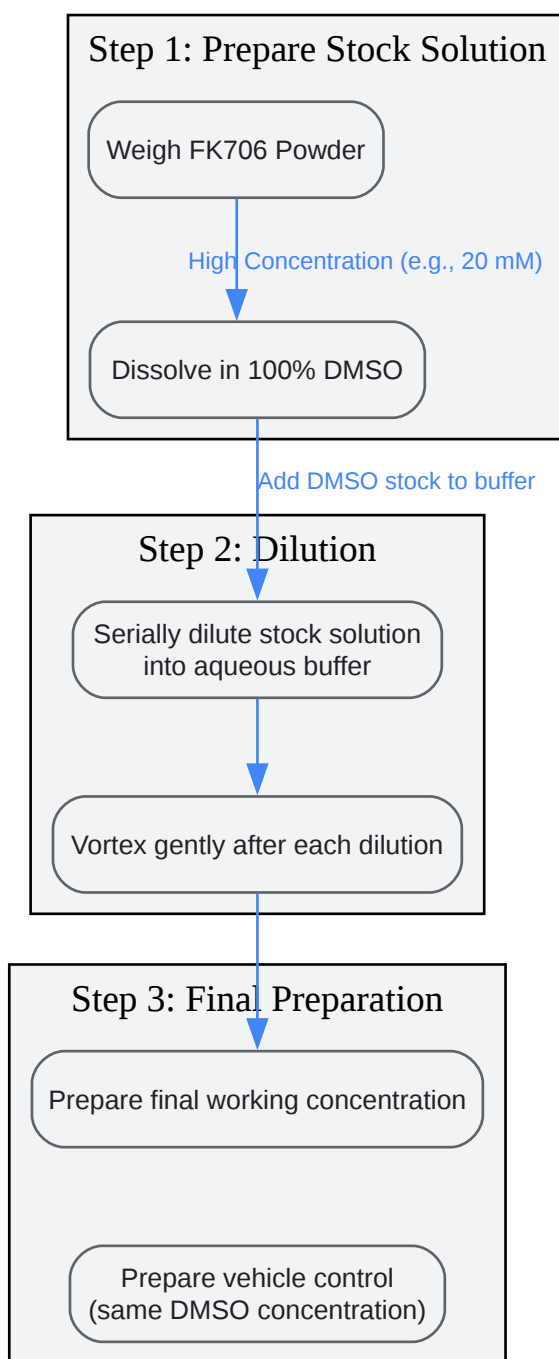 Step 1: Prepare Stock Solution
Weigh FK706 Powder
High Concentration (e.g., 20 mM)
Dissolve in 100% DMSO
Add DMSO stock to buffer
Step 2: Dilution
Serially dilute stock solution
into aqueous buffer
Vortex gently after each dilution
Step 3: Final Preparation
Prepare final working concentration
Prepare vehicle control
(same DMSO concentration)